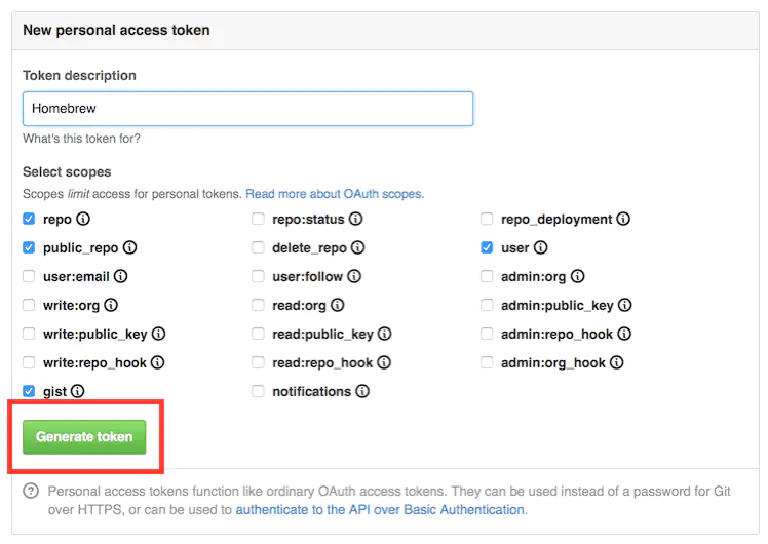 New personal access token
Token description
Homebrew
What's this token for?
Select scopes
Scopes limit access for personal tokens. Read more about OAuth scopes.
repo repo:status repo_deployment
public_repo delete_repo user
user:email user:follow admin:org
write:org read:org admin:public_key
write:public_key read:public_key admin:repo_hook
write:repo_hook read:repo_hook admin:org_hook
gist notifications
Generate token
Personal access tokens function like ordinary OAuth access tokens. They can be used instead of a password for Git
over HTTPS, or can be used to authenticate to the API over Basic Authentication.